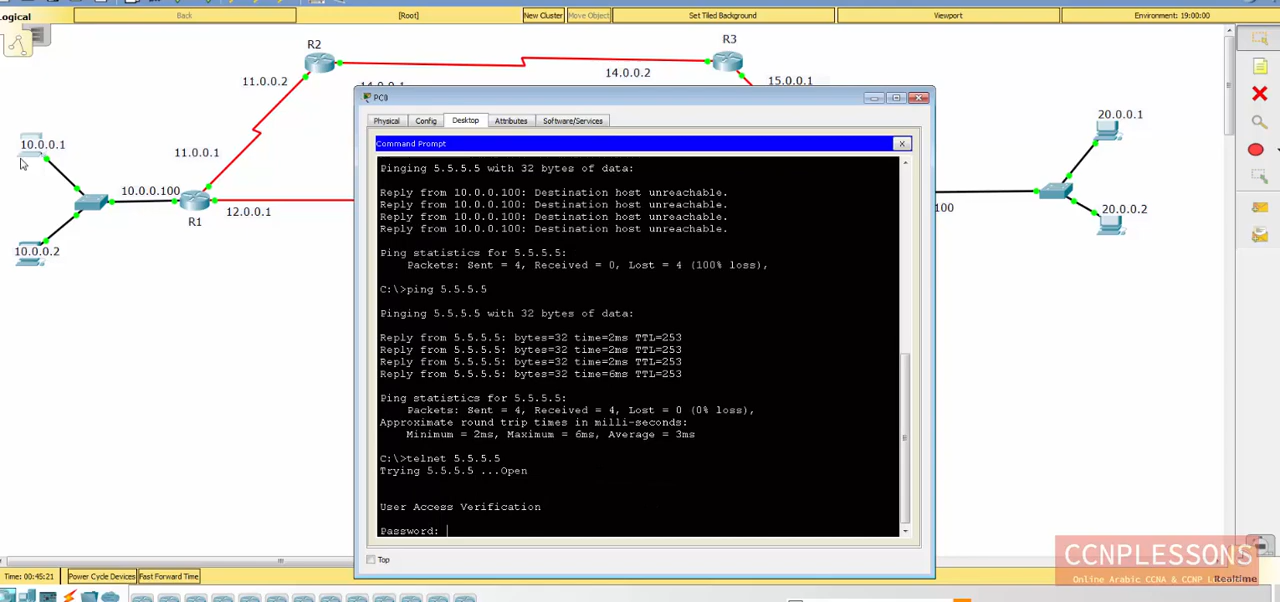 Logical
Back
[Root]
New Cluster
Move Object
Set Tiled Background
Viewport
Environment: 19:00:00
R2
R3
11.0.0.2
14.0.0.2
15.0.0.1
20.0.0.1
10.0.0.1
11.0.0.1
10.0.0.100
R1
12.0.0.1
10.0.0.2
100
20.0.0.2
PC0
Physical
Config
Desktop
Attributes
Software/Services
Command Prompt
X
Pinging 5.5.5.5 with 32 bytes of data:
Reply from 10.0.0.100: Destination host unreachable.
Reply from 10.0.0.100: Destination host unreachable.
Reply from 10.0.0.100: Destination host unreachable.
Reply from 10.0.0.100: Destination host unreachable.
Ping statistics for 5.5.5.5:
Packets: Sent = 4, Received = 0, Lost = 4 (100% loss),
C:\>ping 5.5.5.5
Pinging 5.5.5.5 with 32 bytes of data:
Reply from 5.5.5.5: bytes=32 time=2ms TTL=253
Reply from 5.5.5.5: bytes=32 time=2ms TTL=253
Reply from 5.5.5.5: bytes=32 time=2ms TTL=253
Reply from 5.5.5.5: bytes=32 time=6ms TTL=253
Ping statistics for 5.5.5.5:
Packets: Sent = 4, Received = 4, Lost = 0 (0% loss),
Approximate round trip times in milli-seconds:
Minimum = 2ms, Maximum = 6ms, Average = 3ms
C:\>telnet 5.5.5.5
Trying 5.5.5.5 ...Open
User Access Verification
Password:
Top
Time: 00:45:21
Power Cycle Devices
Fast Forward Time
CCNPLESSONS
Online Arabic CCNA & CCNP
Realtime